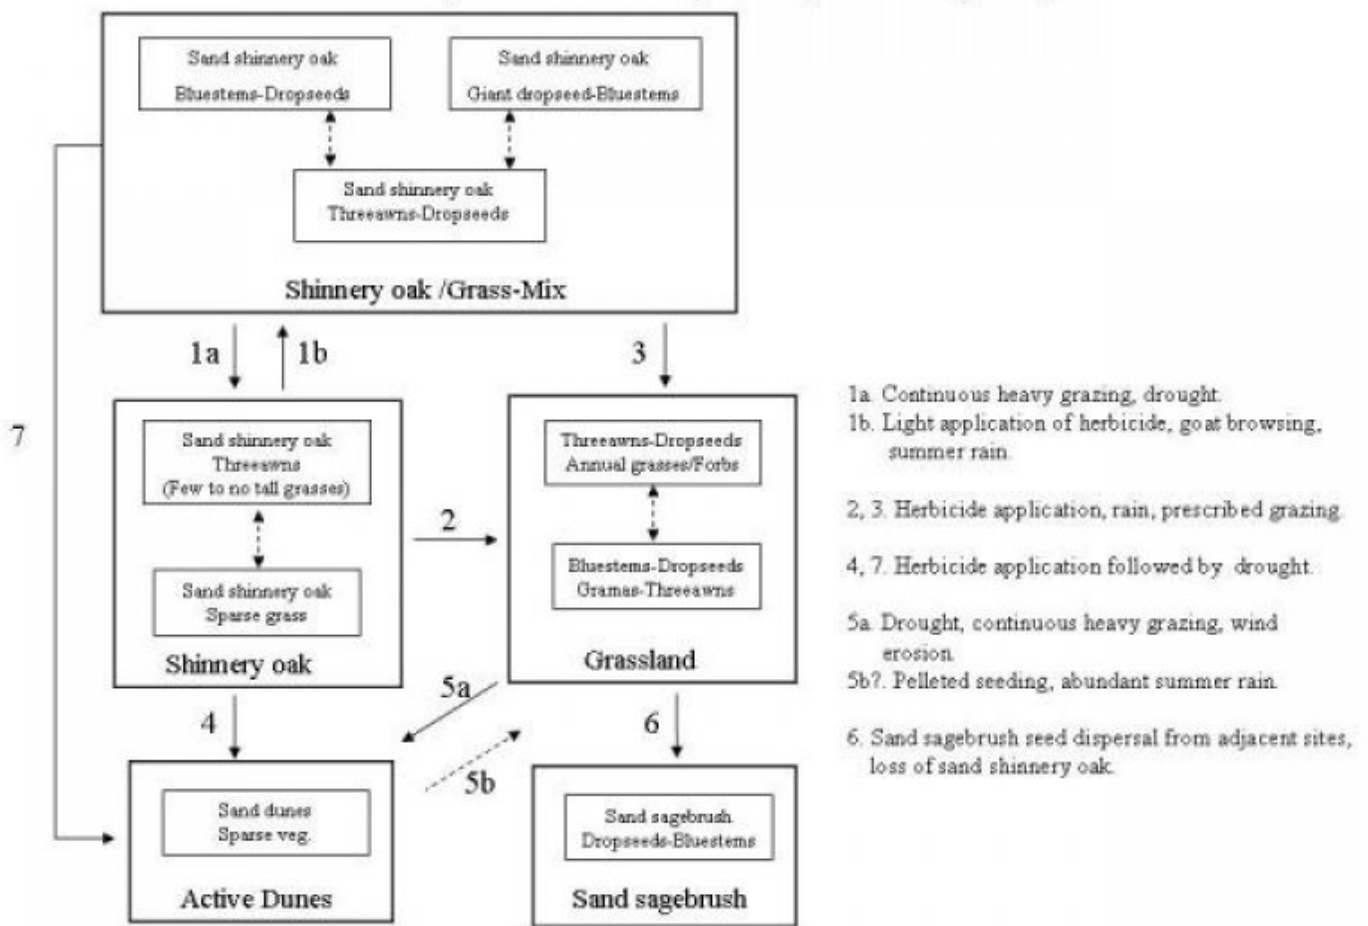 Sand shinnery oak
Bluestems-Dropseeds
Sand shinnery oak
Giant dropseed-Bluestems
Sand shinnery oak
Threeawns-Dropseeds
Shinnery oak /Grass-Mix
1a
1b
3
7
Sand shinnery oak
Threeawns
(Few to no tall grasses)
Sand shinnery oak
Sparse grass
Shinnery oak
2
Threeawns-Dropseeds
Annual grasses/Forbs
Bluestems-Dropseeds
Gramas-Threeawns
Grassland
4
5a
5b
6
Sand dunes
Sparse veg.
Active Dunes
Sand sagebrush
Dropseeds-Bluestems
Sand sagebrush
1a. Continuous heavy grazing, drought.
1b. Light application of herbicide, goat browsing,
summer rain.
2, 3. Herbicide application, rain, prescribed grazing.
4, 7. Herbicide application followed by drought.
5a. Drought, continuous heavy grazing, wind
erosion.
5b?. Pelleted seeding, abundant summer rain.
6. Sand sagebrush seed dispersal from adjacent sites,
loss of sand shinnery oak.